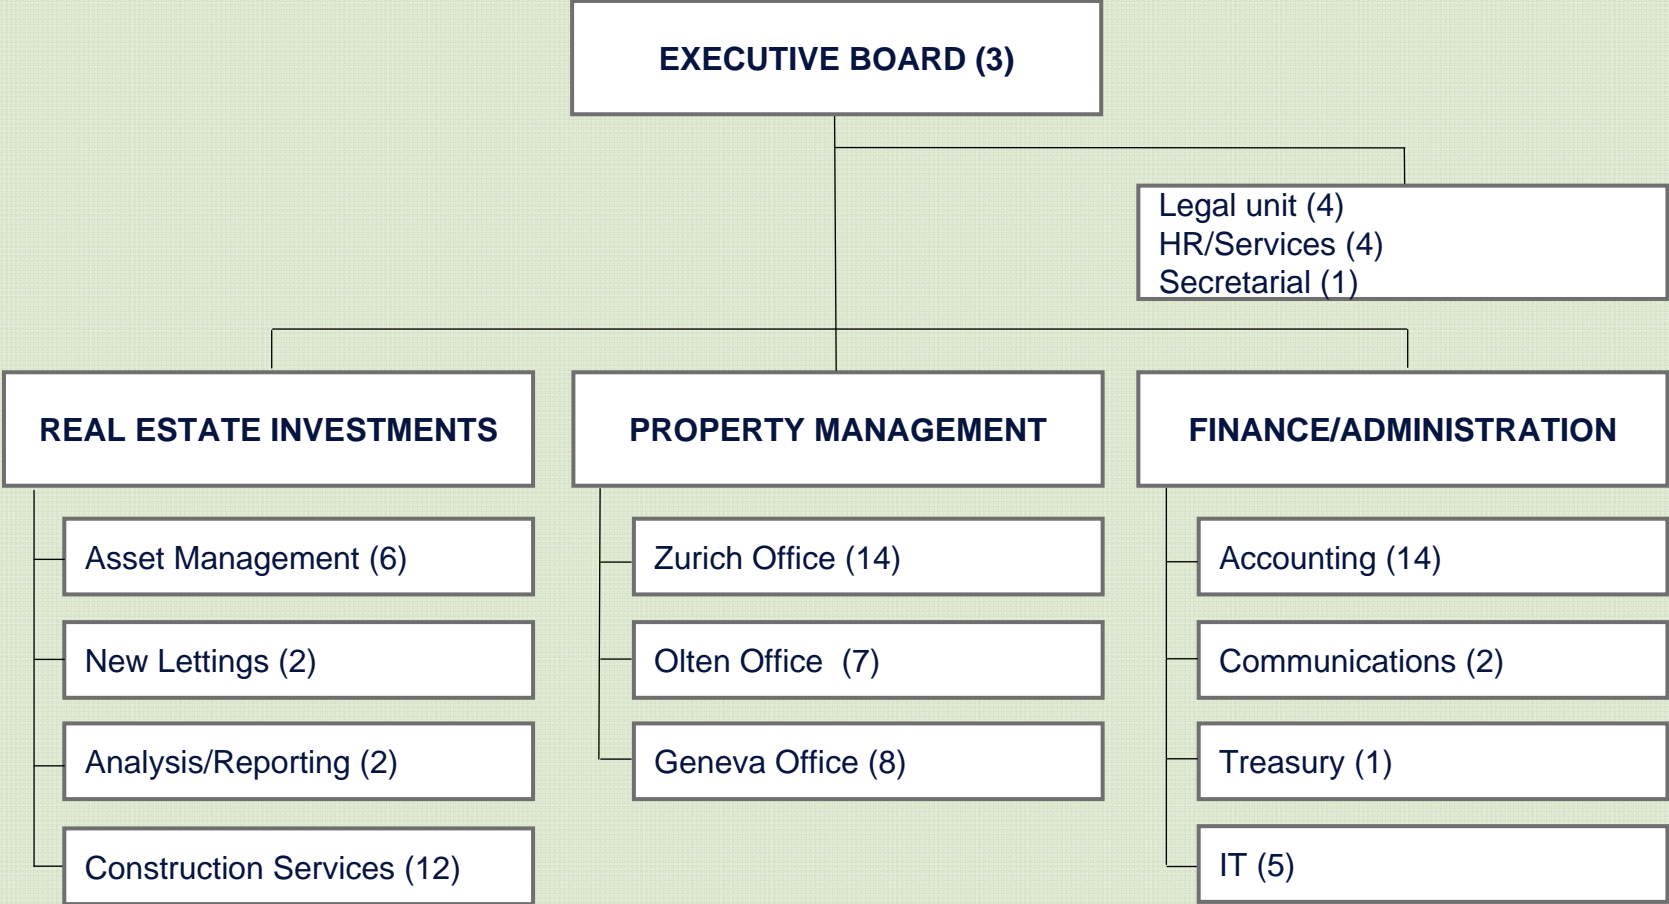 EXECUTIVE BOARD (3)
Legal unit (4)
HR/Services (4)
Secretarial (1)
REAL ESTATE INVESTMENTS
PROPERTY MANAGEMENT
FINANCE/ADMINISTRATION
Asset Management (6)
New Lettings (2)
Analysis/Reporting (2)
Construction Services (12)
Zurich Office (14)
Olten Office  (7)
Geneva Office (8)
Accounting (14)
Communications (2)
Treasury (1)
IT (5)